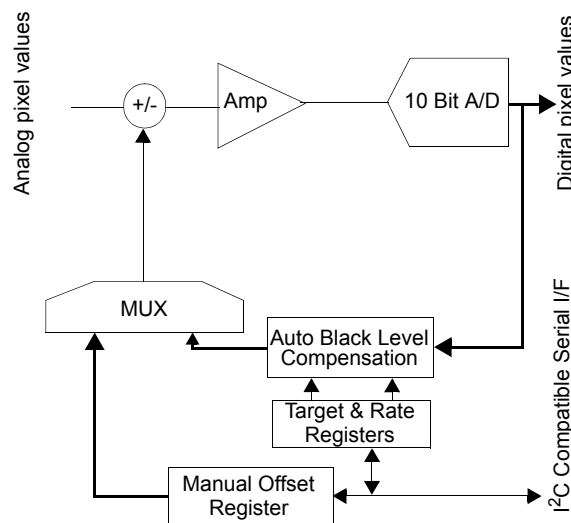 Analog pixel values
+/-
Amp
10 Bit A/D
Digital pixel values
MUX
Auto Black Level
Compensation
Target & Rate
Registers
Manual Offset
Register
I²C Compatible Serial I/F